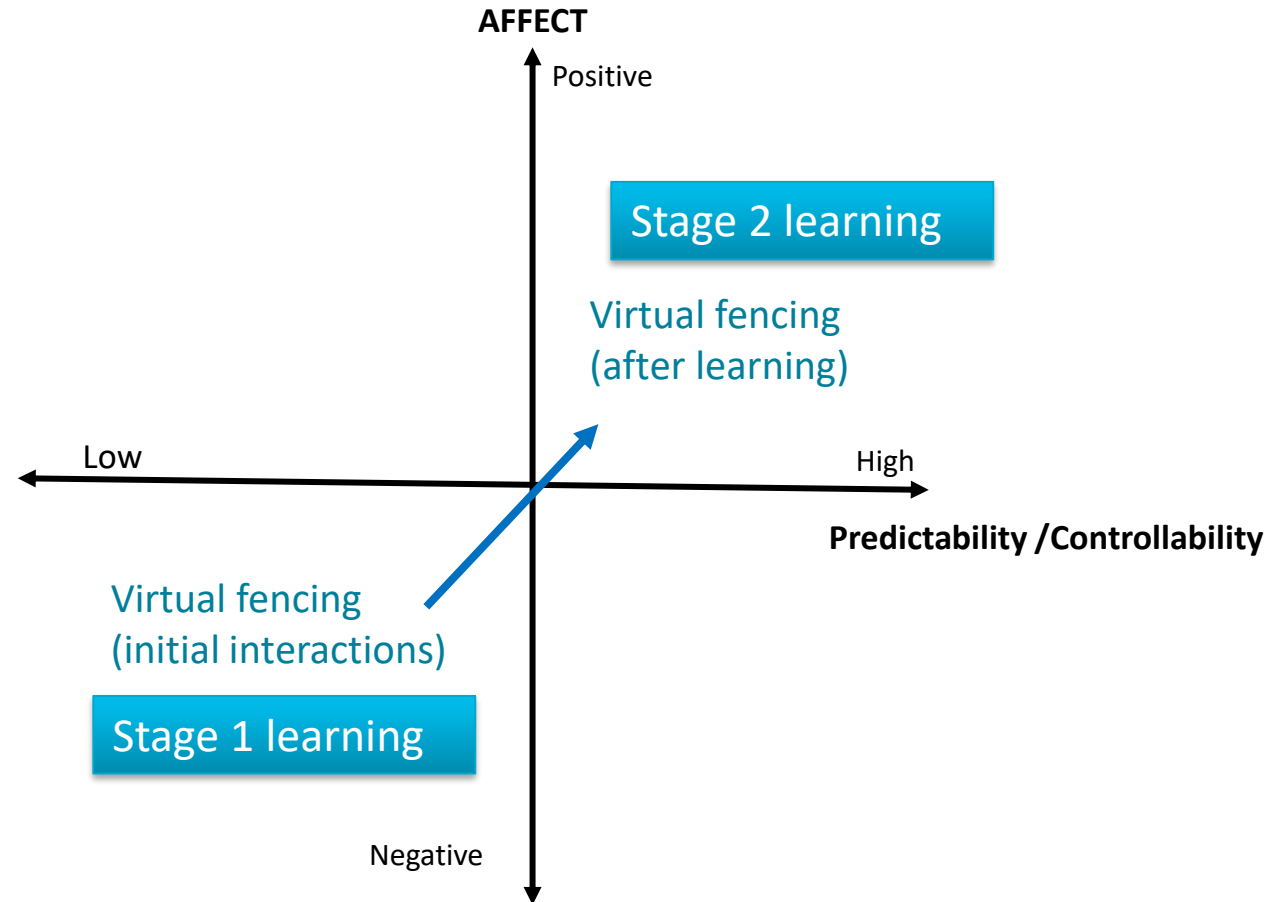 AFFECT
Positive
Stage 2 learning
Virtual fencing
(after learning)
Low
High
Predictability /Controllability
Virtual fencing
(initial interactions)
Stage 1 learning
Negative